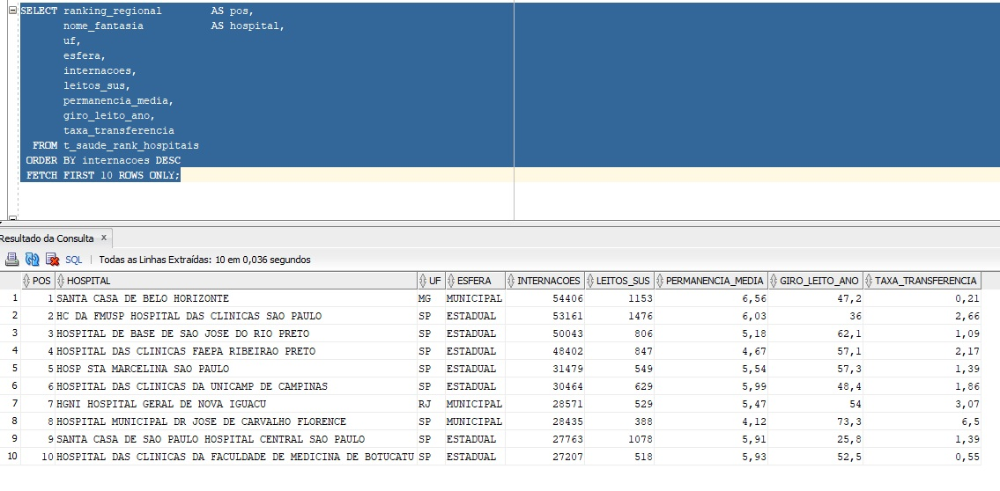 SELECT ranking_regional AS pos,
nome_fantasia AS hospital,
uf,
esfera,
internacoes,
leitos_sus,
permanencia_media,
giro_leito_ano,
taxa_transferencia
FROM t_saude_rank_hospitais
ORDER BY internacoes DESC
FETCH FIRST 10 ROWS ONLY;
Resultado da Consulta x
SQL | Todas as Linhas Extraídas: 10 em 0,036 segundos
POS HOSPITAL UF ESFERA INTERNACOES LEITOS_SUS PERMANENCIA_MEDIA GIRO_LEITO_ANO TAXA_TRANSFERENCIA
1 1 SANTA CASA DE BELO HORIZONTE MG MUNICIPAL 54406 1153 6,56 47,2 0,21
2 2 HC DA FMUSP HOSPITAL DAS CLINICAS SAO PAULO SP ESTADUAL 53161 1476 6,03 36 2,66
3 3 HOSPITAL DE BASE DE SAO JOSE DO RIO PRETO SP ESTADUAL 50043 806 5,18 62,1 1,09
4 4 HOSPITAL DAS CLINICAS FAEPA RIBEIRAO PRETO SP ESTADUAL 48402 847 4,67 57,1 2,17
5 5 HOSP STA MARCELINA SAO PAULO SP ESTADUAL 31479 549 5,54 57,3 1,39
6 6 HOSPITAL DAS CLINICAS DA UNICAMP DE CAMPINAS SP ESTADUAL 30464 629 5,99 48,4 1,86
7 7 HGNI HOSPITAL GERAL DE NOVA IGUACU RJ MUNICIPAL 28571 529 5,47 54 3,07
8 8 HOSPITAL MUNICIPAL DR JOSE DE CARVALHO FLORENCE SP MUNICIPAL 28435 388 4,12 73,3 6,5
9 9 SANTA CASA DE SAO PAULO HOSPITAL CENTRAL SAO PAULO SP ESTADUAL 27763 1078 5,91 25,8 1,39
10 10 HOSPITAL DAS CLINICAS DA FACULDADE DE MEDICINA DE BOTUCATU SP ESTADUAL 27207 518 5,93 52,5 0,55